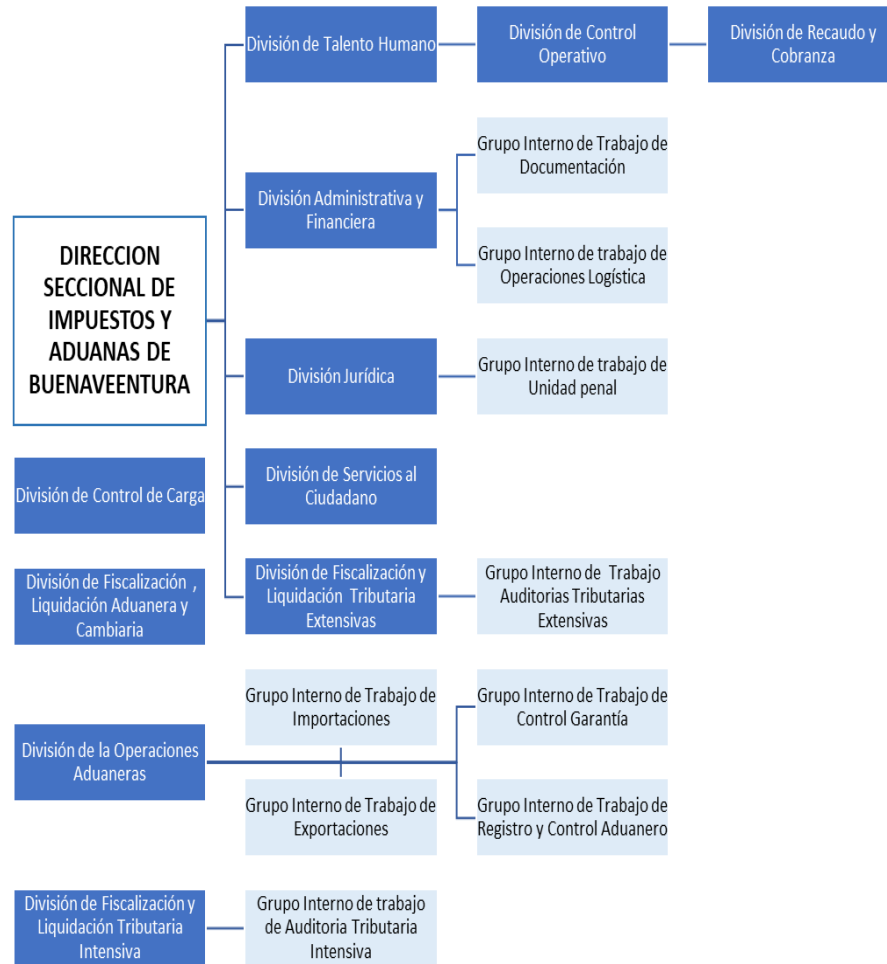 División de Talento Humano
División de Control
Operativo
División de Recaudo y
Cobranza
Grupo Interno de Trabajo de
Documentación
División Administrativa y
Financiera
Grupo Interno de trabajo de
Operaciones Logística
DIRECCION
SECCIONAL DE
IMPUESTOS Y
ADUANAS DE
BUENAVEENTURA
División Jurídica
Grupo Interno de trabajo de
Unidad penal
División de Servicios al
Ciudadano
División de Control de Carga
División de Fiscalización ,
Liquidación Aduanera y
Cambiaria
División de Fiscalización y
Liquidación Tributaria
Extensivas
Grupo Interno de Trabajo
Auditorias Tributarias
Extensivas
Grupo Interno de Trabajo de
Importaciones
Grupo Interno de Trabajo de
Control Garantía
División de la Operaciones
Aduaneras
Grupo Interno de Trabajo de
Exportaciones
Grupo Interno de Trabajo de
Registro y Control Aduanero
División de Fiscalización y
Liquidación Tributaria
Intensiva
Grupo Interno de trabajo
de Auditoria Tributaria
Intensiva